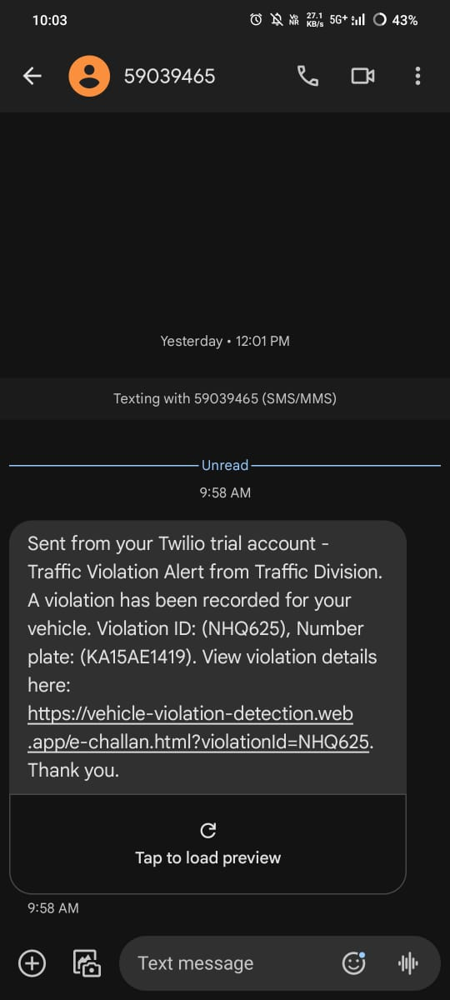 10:03 Vo NR 27.1 KB/s 5G+ 43%
59039465
Yesterday • 12:01 PM
Texting with 59039465 (SMS/MMS)
Unread
9:58 AM
Sent from your Twilio trial account -
Traffic Violation Alert from Traffic Division.
A violation has been recorded for your
vehicle. Violation ID: (NHQ625), Number
plate: (KA15AE1419). View violation details
here:
https://vehicle-violation-detection.web
.app/e-challan.html?violationId=NHQ625.
Thank you.
Tap to load preview
9:58 AM
Text message